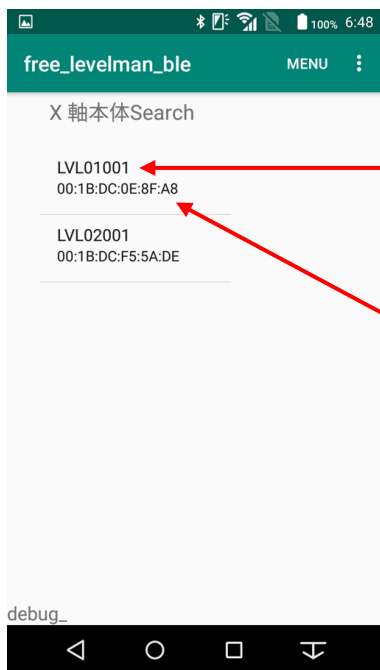 100% 6:48
free_levelman_ble MENU
X 軸本体Search
LVL01001
00:1B:DC:0E:8F:A8
LVL02001
00:1B:DC:F5:5A:DE
debug_